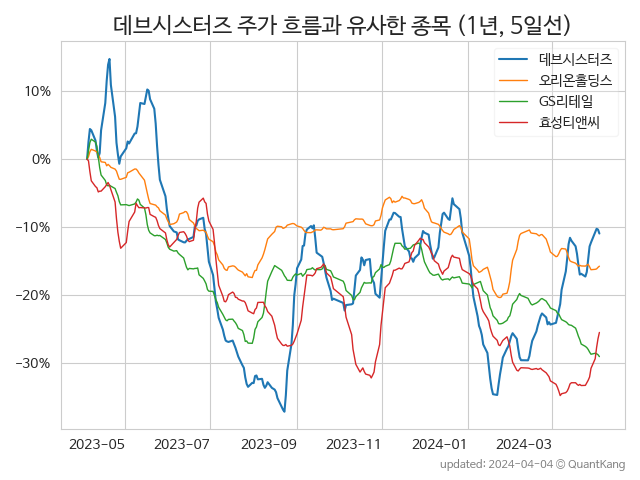 데브시스터즈 주가 흐름과 유사한 종목 (1년, 5일선)
데브시스터즈
오리온홀딩스
GS리테일
효성티앤씨
10%
0%
−10%
−20%
−30%
2023−05
2023−07
2023−09
2023−11
2024−01
2024−03
updated: 2024-04-04 © QuantKang